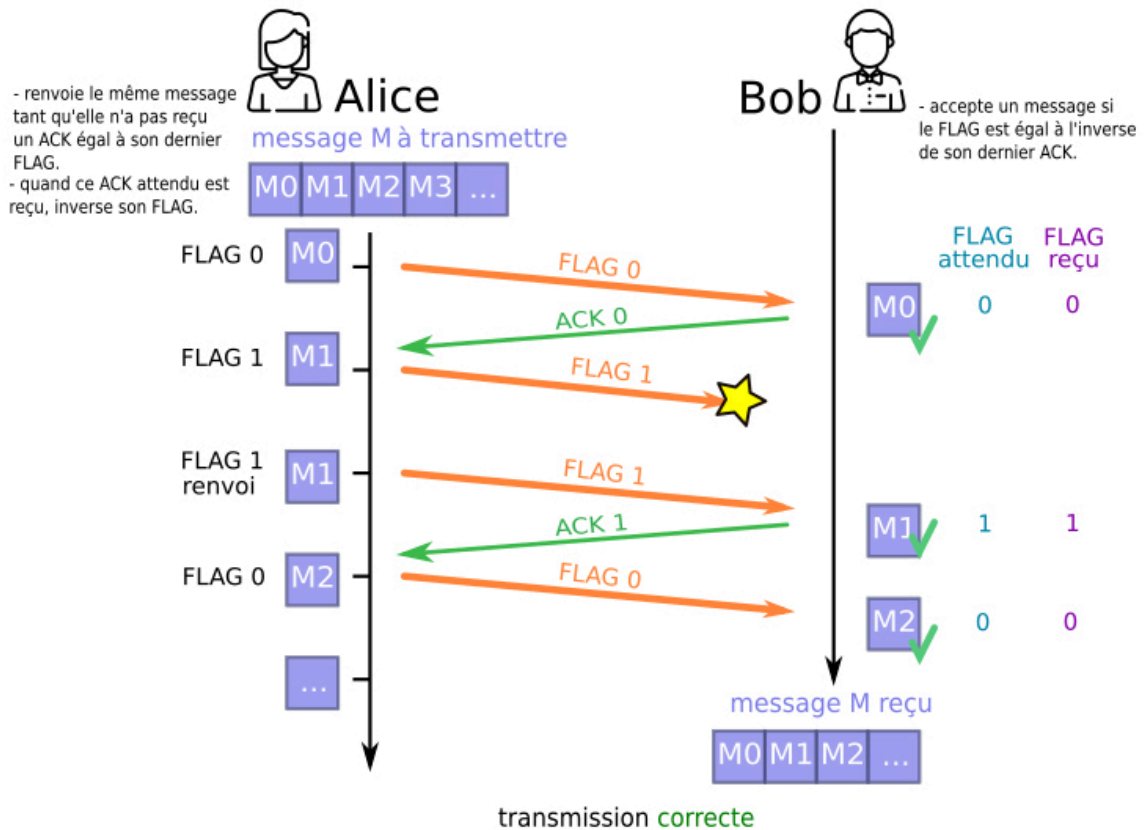 Alice
Bob
- renvoie le même message
tant qu'elle n'a pas reçu
un ACK égal à son dernier
FLAG.
- quand ce ACK attendu est
reçu, inverse son FLAG.
- accepte un message si
le FLAG est égal à l'inverse
de son dernier ACK.
message M à transmettre
M0 M1 M2 M3 ...
FLAG attendu
FLAG reçu
FLAG 0 M0
FLAG 0
M0 0 0
ACK 0
FLAG 1 M1
FLAG 1
FLAG 1
renvoi
M1
FLAG 1
M1 1 1
ACK 1
FLAG 0 M2
FLAG 0
M2 0 0
...
message M reçu
M0 M1 M2 ...
transmission correcte